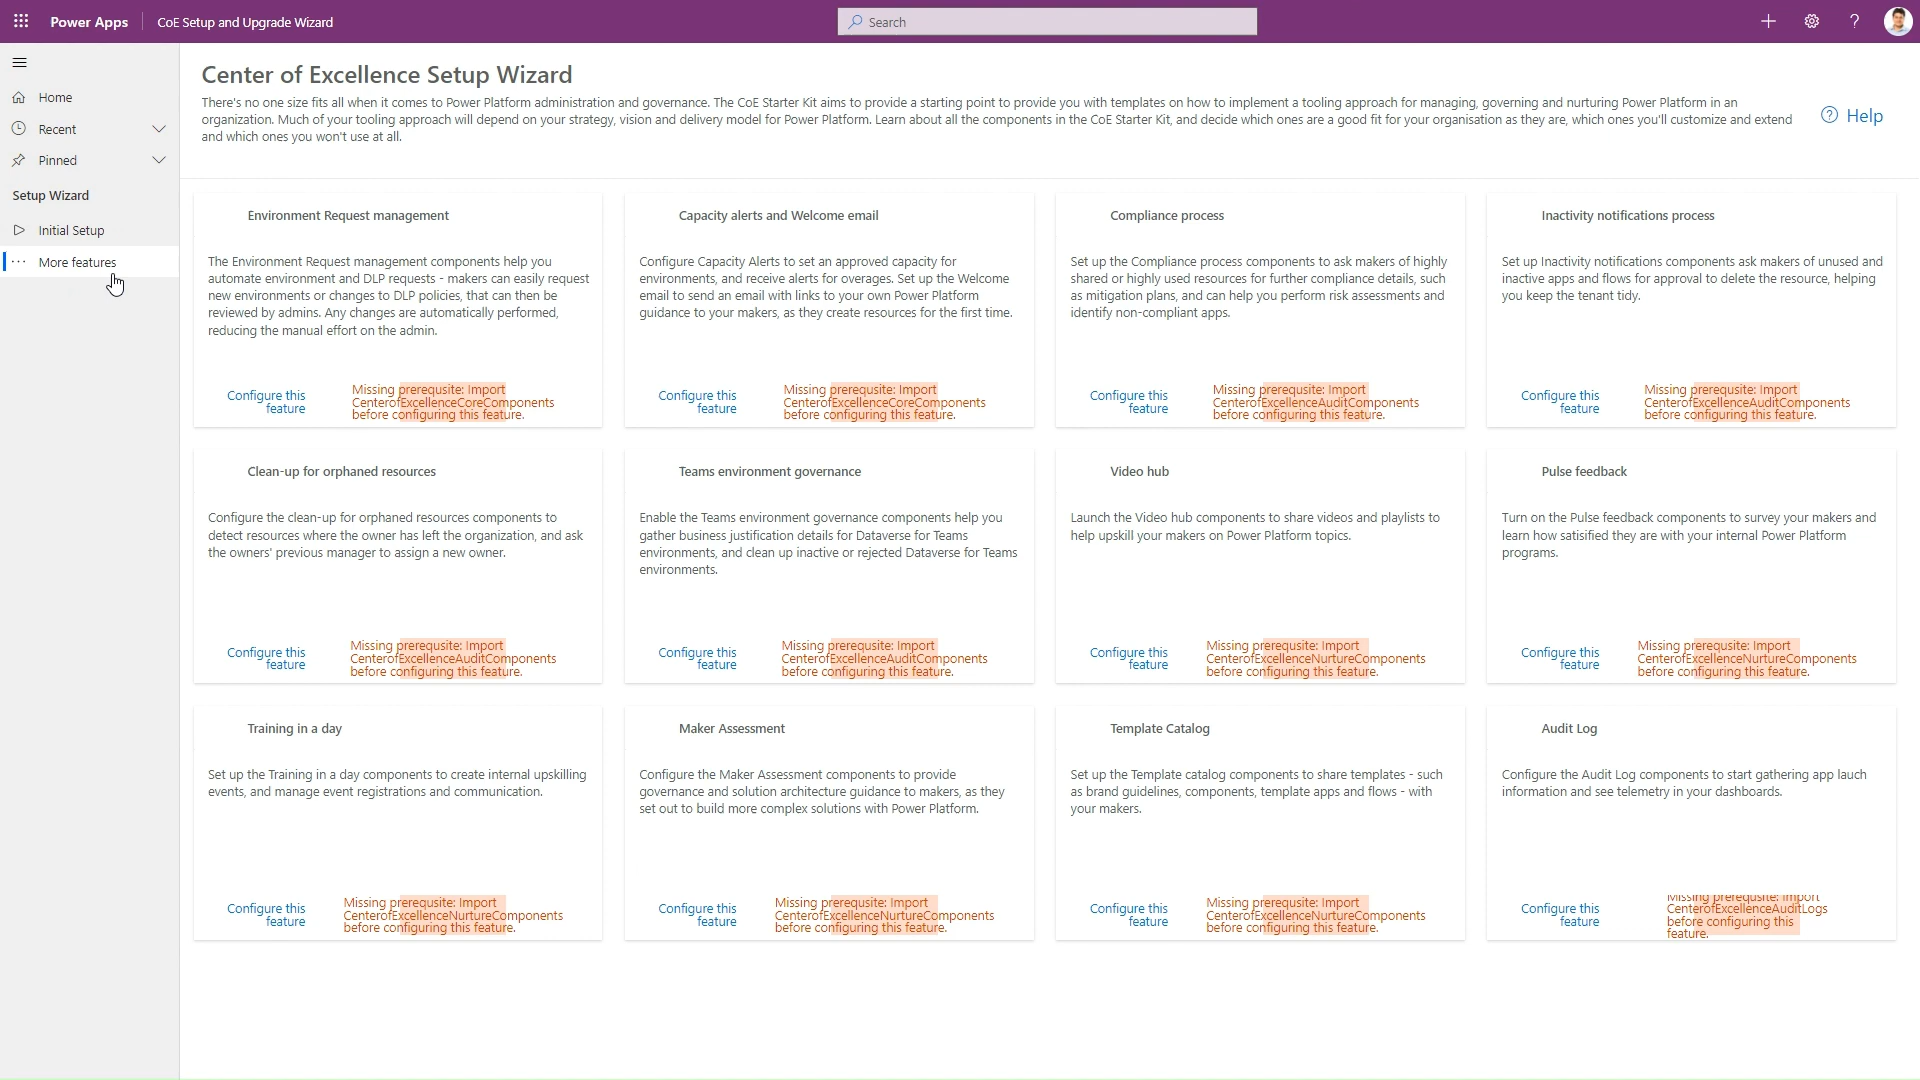 Power Apps
CoE Setup and Upgrade Wizard
Search
Home
Recent
Pinned
Setup Wizard
Initial Setup
More features
Center of Excellence Setup Wizard
There's no one size fits all when it comes to Power Platform administration and governance. The CoE Starter Kit aims to provide a starting point to provide you with templates on how to implement a tooling approach for managing, governing and nurturing Power Platform in an
organization. Much of your tooling approach will depend on your strategy, vision and delivery model for Power Platform. Learn about all the components in the CoE Starter Kit, and decide which ones are a good fit for your organisation as they are, which ones you'll customize and extend
and which ones you won't use at all.
Help
Environment Request management
The Environment Request management components help you
automate environment and DLP requests - makers can easily request
new environments or changes to DLP policies, that can then be
reviewed by admins. Any changes are automatically performed,
reducing the manual effort on the admin.
Configure this
feature
Missing prerequsite: Import
CenterofExcellenceCoreComponents
before configuring this feature.
Capacity alerts and Welcome email
Configure Capacity Alerts to set an approved capacity for
environments, and receive alerts for overages. Set up the Welcome
email to send an email with links to your own Power Platform
guidance to your makers, as they create resources for the first time.
Configure this
feature
Missing prerequsite: Import
CenterofExcellenceCoreComponents
before configuring this feature.
Compliance process
Set up the Compliance process components to ask makers of highly
shared or highly used resources for further compliance details, such
as mitigation plans, and can help you perform risk assessments and
identify non-compliant apps.
Configure this
feature
Missing prerequsite: Import
CenterofExcellenceAuditComponents
before configuring this feature.
Inactivity notifications process
Set up Inactivity notifications components ask makers of unused and
inactive apps and flows for approval to delete the resource, helping
you keep the tenant tidy.
Configure this
feature
Missing prerequsite: Import
CenterofExcellenceAuditComponents
before configuring this feature.
Clean-up for orphaned resources
Configure the clean-up for orphaned resources components to
detect resources where the owner has left the organization, and ask
the owners' previous manager to assign a new owner.
Configure this
feature
Missing prerequsite: Import
CenterofExcellenceAuditComponents
before configuring this feature.
Teams environment governance
Enable the Teams environment governance components help you
gather business justification details for Dataverse for Teams
environments, and clean up inactive or rejected Dataverse for Teams
environments.
Configure this
feature
Missing prerequsite: Import
CenterofExcellenceAuditComponents
before configuring this feature.
Video hub
Launch the Video hub components to share videos and playlists to
help upskill your makers on Power Platform topics.
Configure this
feature
Missing prerequsite: Import
CenterofExcellenceNurtureComponents
before configuring this feature.
Pulse feedback
Turn on the Pulse feedback components to survey your makers and
learn how satisfied they are with your internal Power Platform
programs.
Configure this
feature
Missing prerequsite: Import
CenterofExcellenceNurtureComponents
before configuring this feature.
Training in a day
Set up the Training in a day components to create internal upskilling
events, and manage event registrations and communication.
Configure this
feature
Missing prerequsite: Import
CenterofExcellenceNurtureComponents
before configuring this feature.
Maker Assessment
Configure the Maker Assessment components to provide
governance and solution architecture guidance to makers, as they
set out to build more complex solutions with Power Platform.
Configure this
feature
Missing prerequsite: Import
CenterofExcellenceNurtureComponents
before configuring this feature.
Template Catalog
Set up the Template catalog components to share templates - such
as brand guidelines, components, template apps and flows - with
your makers.
Configure this
feature
Missing prerequsite: Import
CenterofExcellenceNurtureComponents
before configuring this feature.
Audit Log
Configure the Audit Log components to start gathering app lauch
information and see telemetry in your dashboards.
Configure this
feature
Missing prerequsite: Import
CenterofExcellenceAuditLogs
before configuring this
feature.